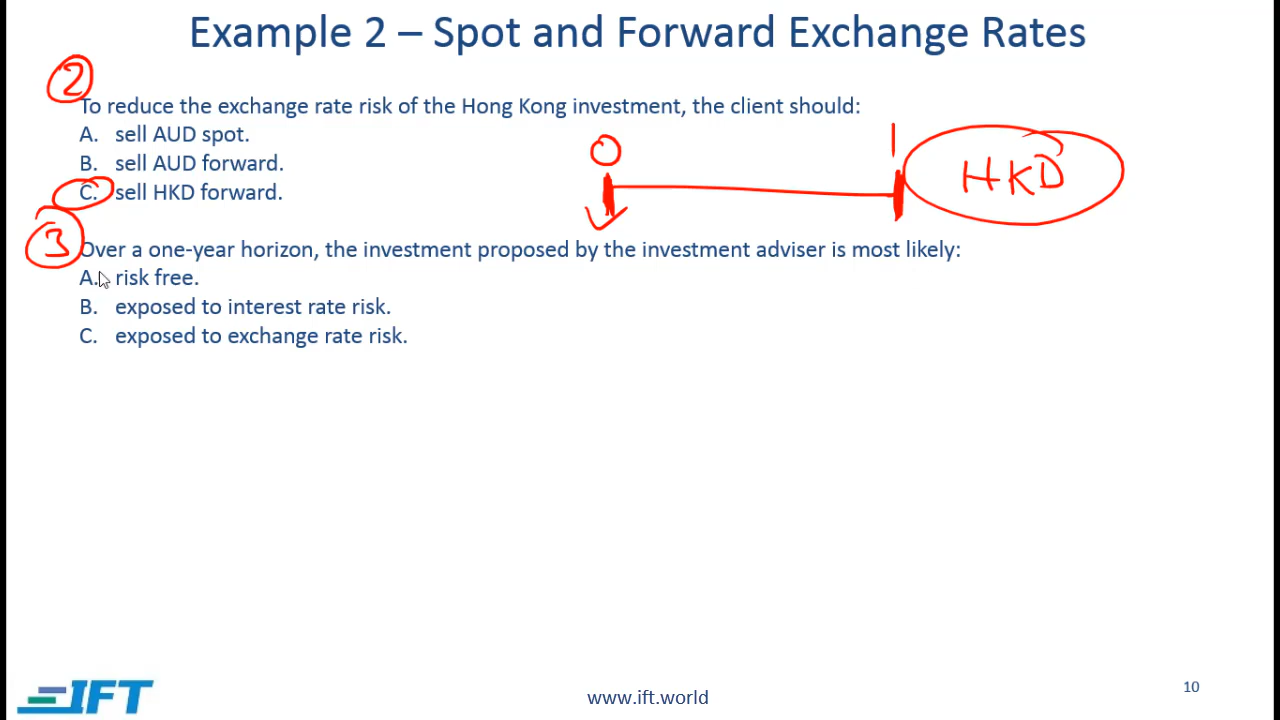 Example 2 – Spot and Forward Exchange Rates
2
To reduce the exchange rate risk of the Hong Kong investment, the client should:
A. sell AUD spot.
B. sell AUD forward.
C. sell HKD forward.
0
1
HKD
3
Over a one-year horizon, the investment proposed by the investment adviser is most likely:
A. risk free.
B. exposed to interest rate risk.
C. exposed to exchange rate risk.
IFT
www.ift.world
10